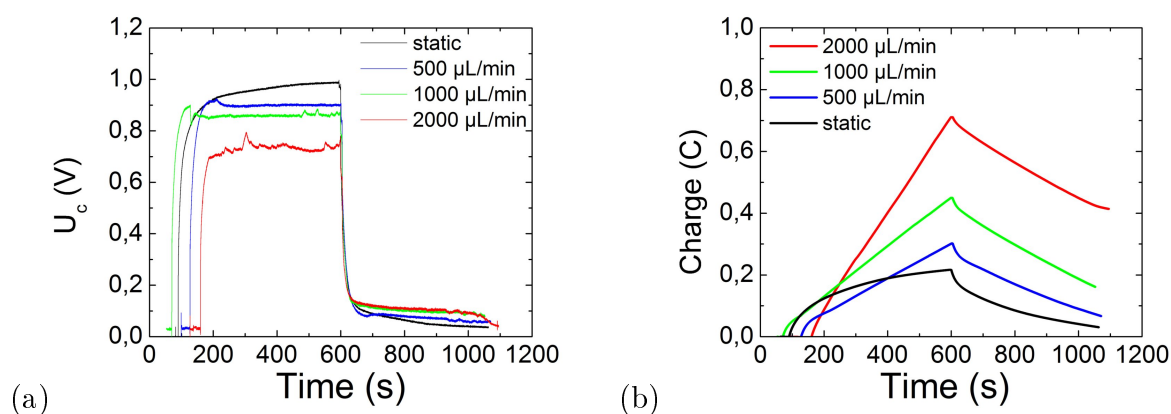 1,2
1,0
0,8
0,6
0,4
0,2
0,0
U_c (V)
static
500 µL/min
1000 µL/min
2000 µL/min
0 200 400 600 800 1000 1200
Time (s)
(a)
1,0
0,8
0,6
0,4
0,2
0,0
Charge (C)
2000 µL/min
1000 µL/min
500 µL/min
static
0 200 400 600 800 1000 1200
Time (s)
(b)